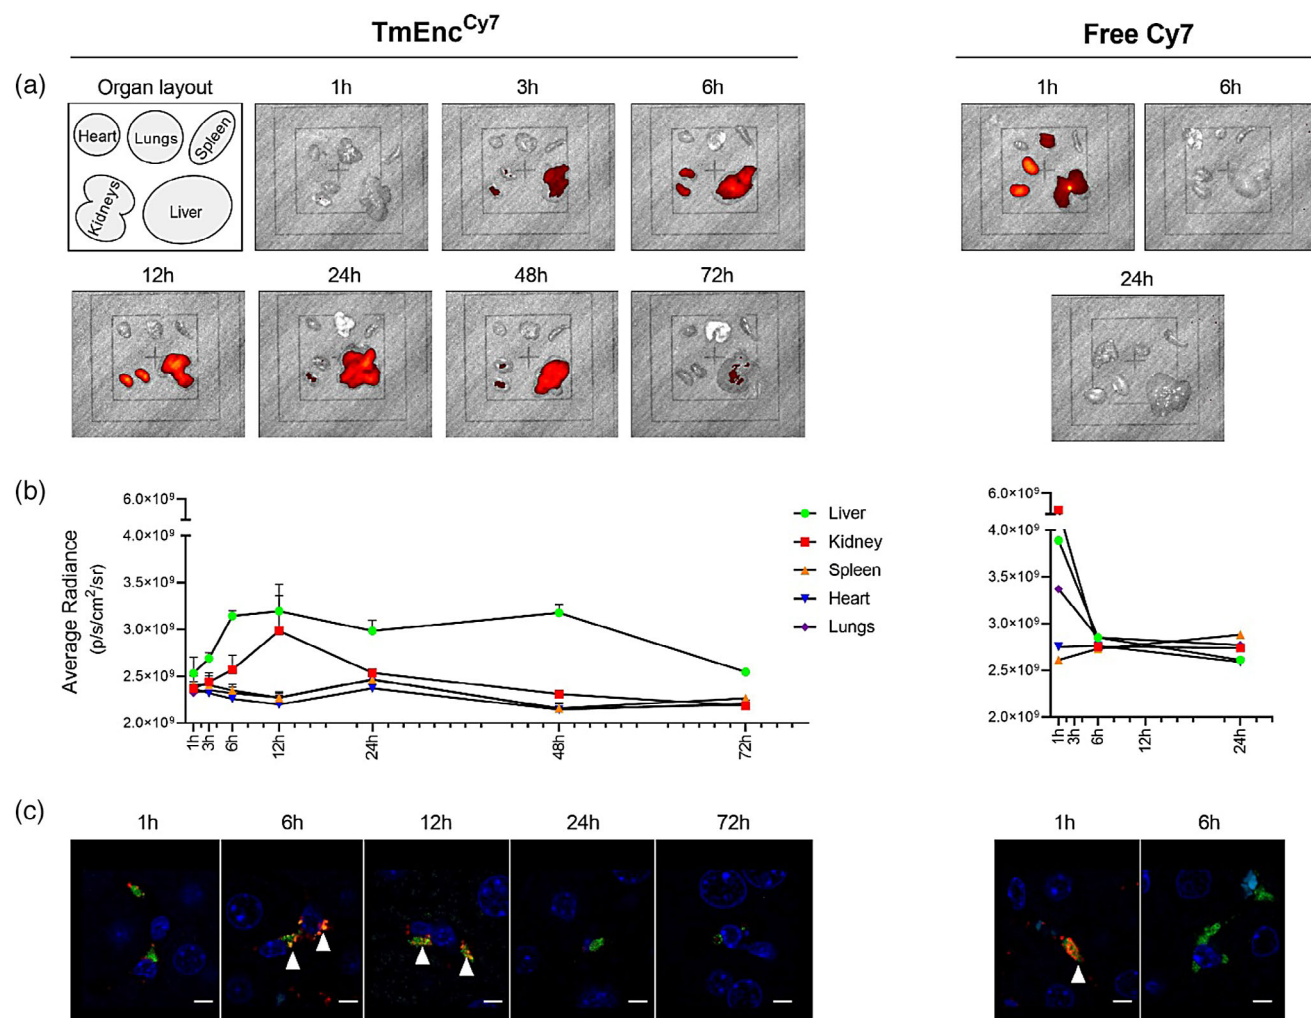 TmEncCy7
Free Cy7
(a)
Organ layout
1h
3h
6h
1h
6h
Heart
Lungs
Spleen
Kidneys
Liver
12h
24h
48h
72h
24h
(b)
Average Radiance
(p/s/cm2/sr)
6.0×10⁹
4.0×10⁹
3.5×10⁹
3.0×10⁹
2.5×10⁹
2.0×10⁹
1h
3h
6h
12h
24h
48h
72h
Liver
Kidney
Spleen
Heart
Lungs
6.0×10⁹
4.0×10⁹
3.5×10⁹
3.0×10⁹
2.5×10⁹
2.0×10⁹
1h
3h
6h
12h
24h
(c)
1h
6h
12h
24h
72h
1h
6h